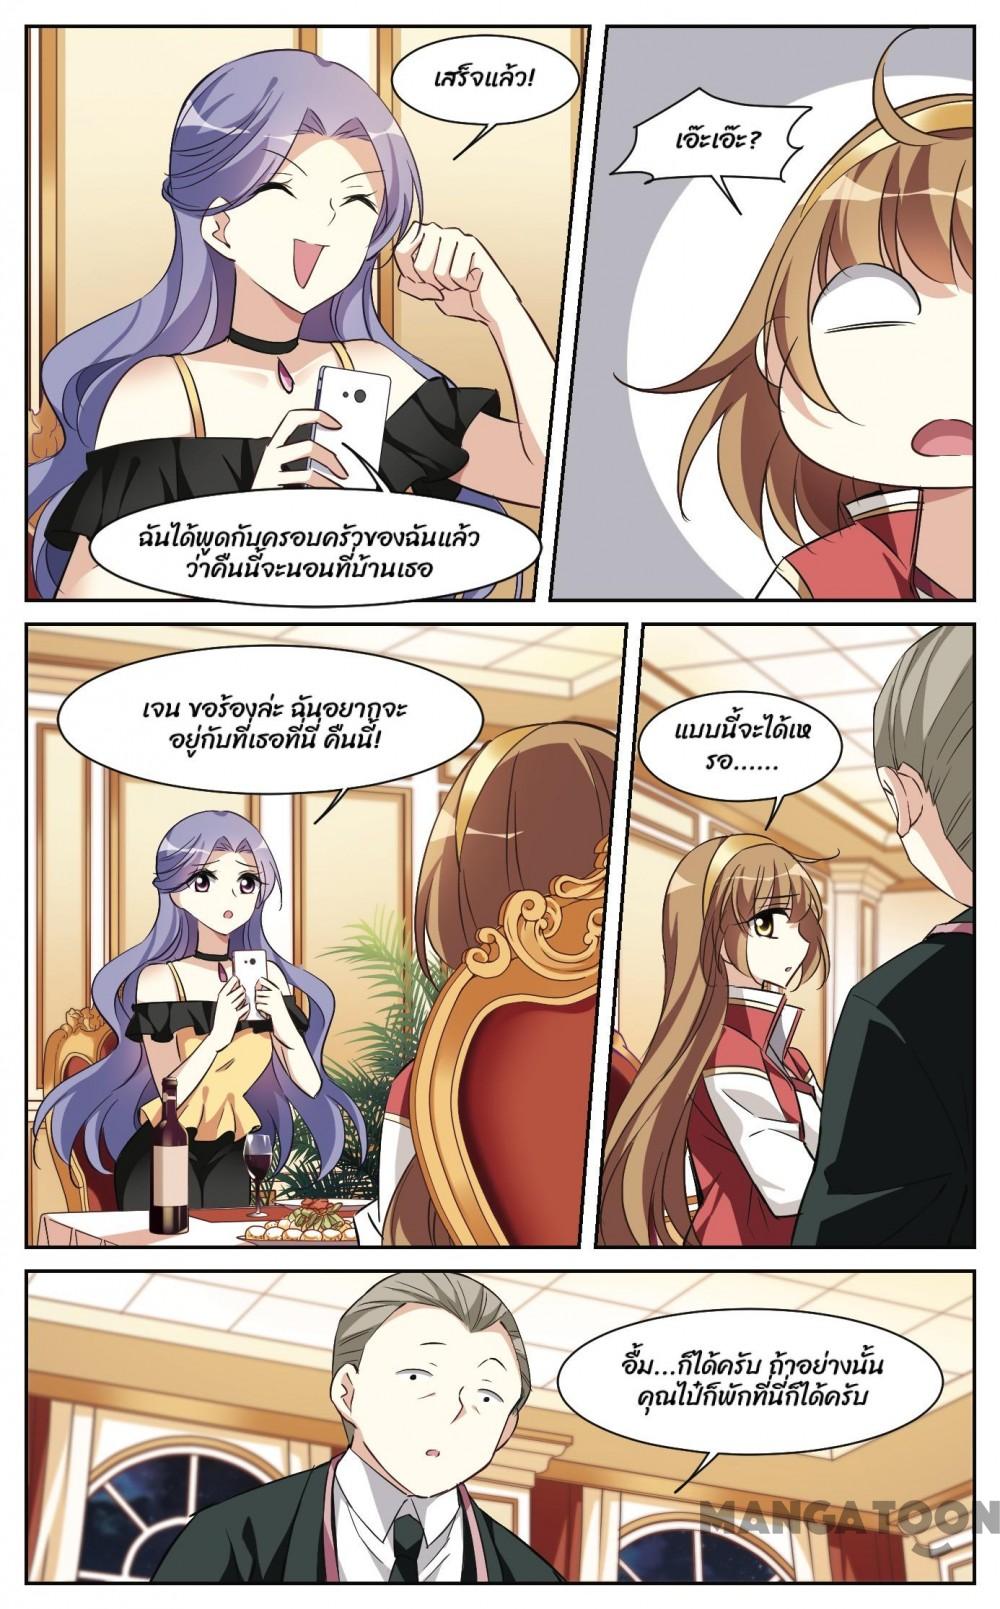 เสร็จแล้ว!
เอ๊ะเอ๊ะ?
ฉันได้พูดกับครอบครัวของฉันแล้ว
ว่าคืนนี้จะนอนที่บ้านเธอ
เจน ขอร้องล่ะ ฉันอยากจะ
อยู่กับที่เธอที่นี่ คืนนี้!
แบบนี้จะได้เห
รอ......
อื้ม...ก็ได้ครับ ถ้าอย่างนั้น
คุณไป๋ก็พักที่นี่ก็ได้ครับ
MANGATOON